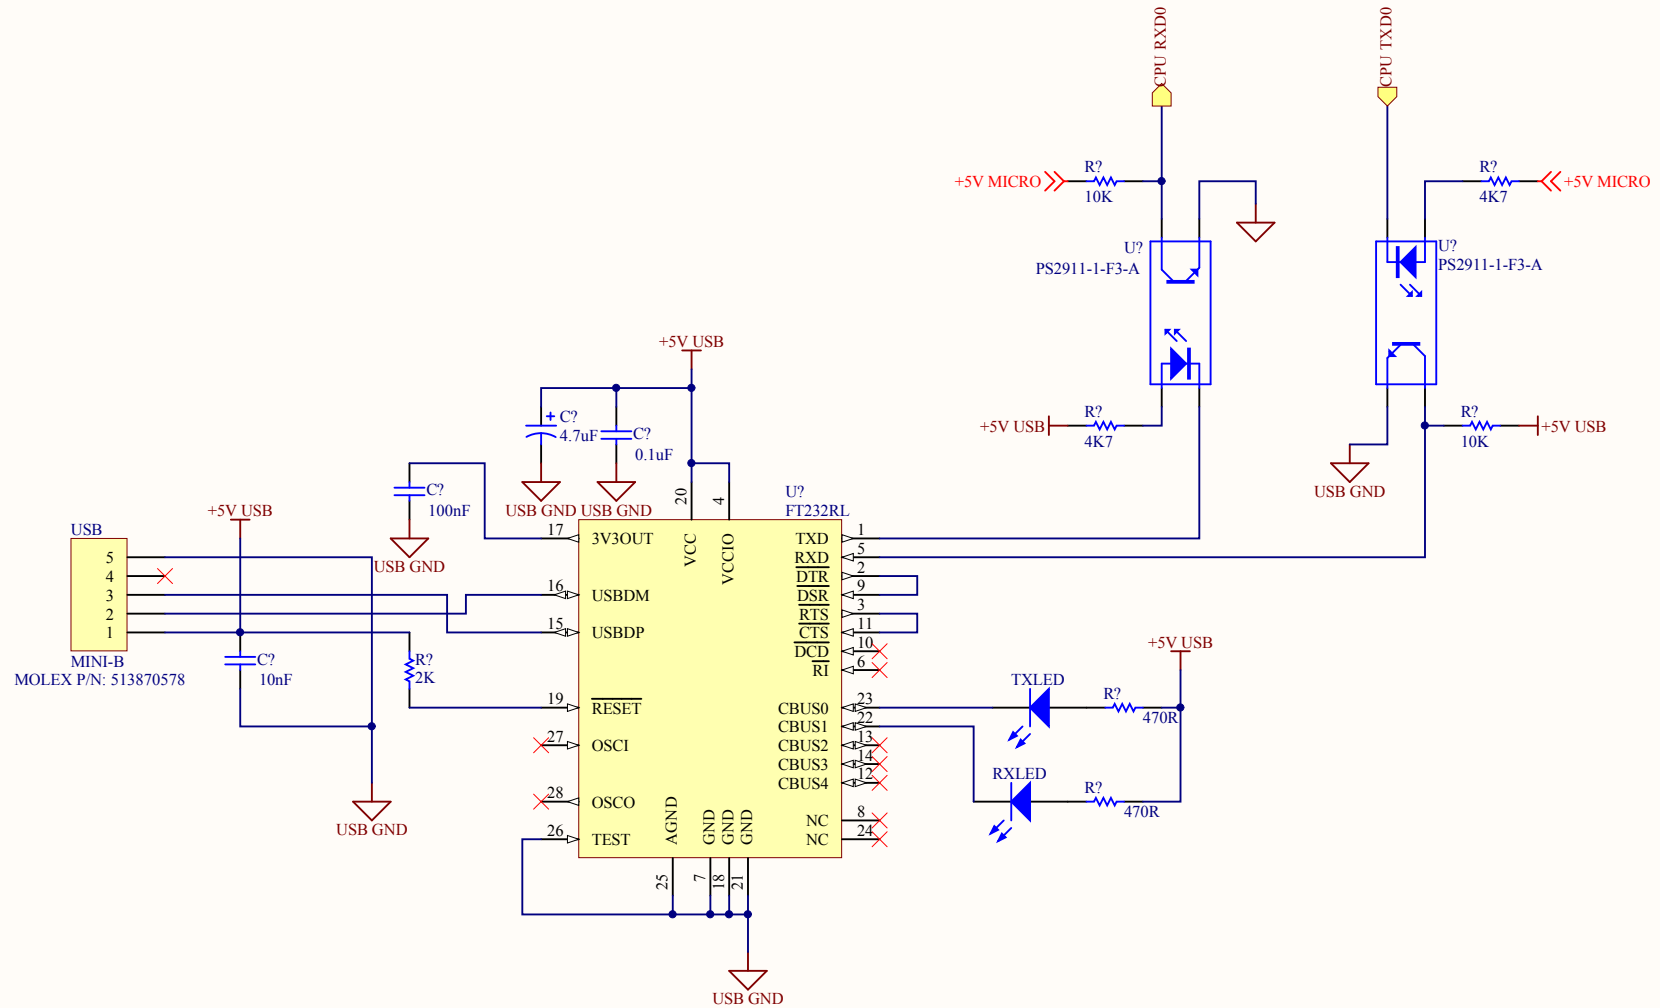 CPU RXD0
CPU TXD0
+5V MICRO
R?
10K
R?
4K7
+5V MICRO
U?
PS2911-1-F3-A
U?
PS2911-1-F3-A
+5V USB
R?
4K7
+5V USB
R?
10K
+5V USB
USB GND
C?
4.7uF
C?
0.1uF
USB GND
USB GND
C?
100nF
USB GND
+5V USB
USB
5
4
3
2
1
MINI-B
MOLEX P/N: 513870578
C?
10nF
R?
2K
USB GND
U?
FT232RL
20
4
VCC
VCCIO
17
3V3OUT
16
USBDM
15
USBDP
19
RESET
27
OSCI
28
OSCO
26
TEST
TXD
1
RXD
5
DTR
2
DSR
9
RTS
3
CTS
11
DCD
10
RI
6
CBUS0
23
CBUS1
22
CBUS2
13
CBUS3
14
CBUS4
12
NC
8
NC
24
AGND
GND
GND
GND
25
7
18
21
USB GND
+5V USB
TXLED
R?
470R
RXLED
R?
470R